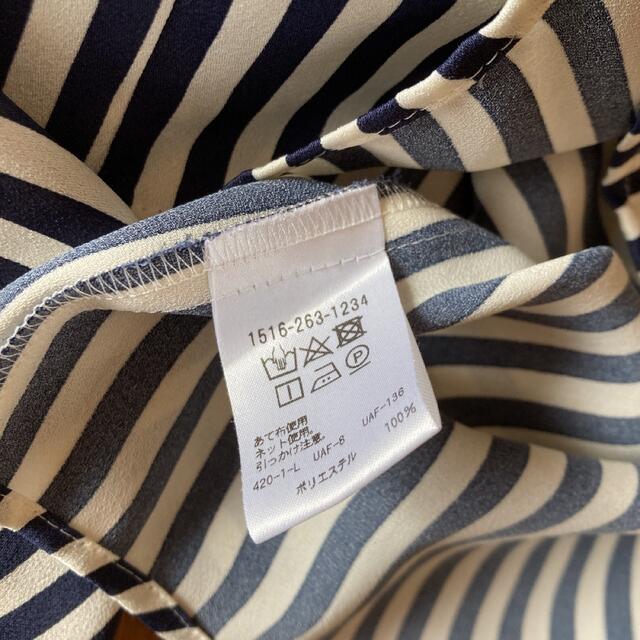 1516-263-1234
あて布使用
ネット使用。
引っかけ注意。
420-1-L UAF-8 UAF-136
ポリエステル 100%